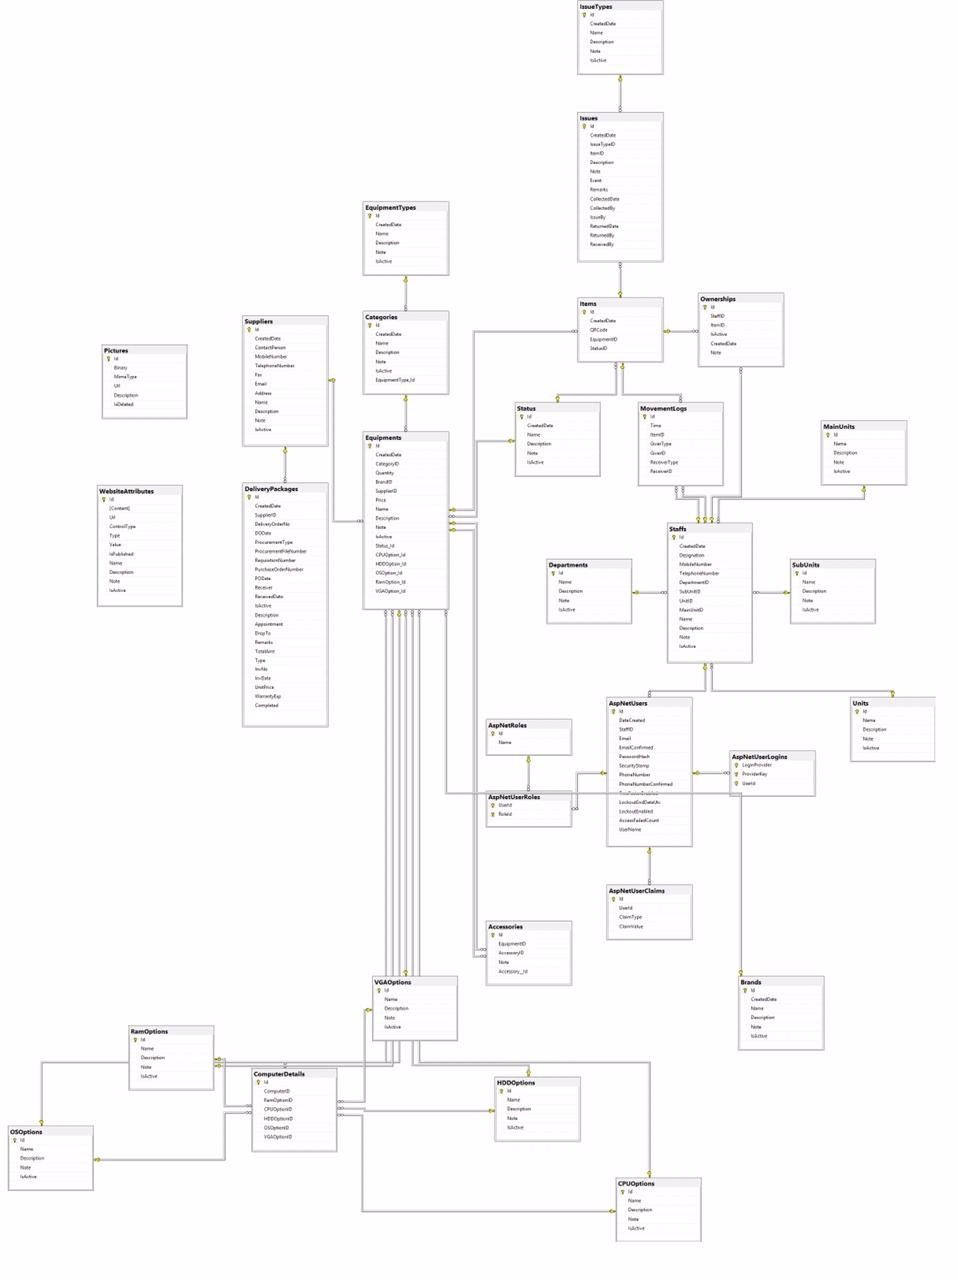 IssueTypes
Id
CreatedDate
Name
Description
Note
IsActive
Issues
Id
CreatedDate
IssueTypeID
ItemID
Description
Note
Event
Remarks
CollectedDate
CollectedBy
IssueBy
ReturnedDate
ReturnedBy
ReceivedBy
EquipmentTypes
Id
CreatedDate
Name
Description
Note
IsActive
Items
Id
CreatedDate
QRCode
EquipmentID
StatusID
Ownerships
Id
StaffID
ItemID
IsActive
CreatedDate
Note
Categories
Id
CreatedDate
Name
Description
Note
IsActive
EquipmentType_Id
Suppliers
Id
CreatedDate
ContactPerson
MobileNumber
TelephoneNumber
Fax
Email
Address
Name
Description
Note
IsActive
Pictures
Id
Binary
MimeType
Url
Description
IsDeleted
Status
Id
CreatedDate
Name
Description
Note
IsActive
MovementLogs
Id
Time
ItemID
GiverType
GiverID
ReceiverType
ReceiverID
MainUnits
Id
Name
Description
Note
IsActive
Equipments
Id
CreatedDate
CategoryID
Quantity
BrandID
SupplierID
Price
Name
Description
Note
IsActive
Status_Id
CPUOption_Id
HDDOption_Id
OSOption_Id
RamOption_Id
VGAOption_Id
WebsiteAttributes
Id
[Content]
Url
ControlType
Type
Value
IsPublished
Name
Description
Note
IsActive
DeliveryPackages
Id
CreatedDate
SupplierID
DeliveryOrderNo
DODate
ProcurementType
ProcurementFileNumber
RequisitionNumber
PurchaseOrderNumber
PODate
Receiver
ReceivedDate
IsActive
Description
Appointment
DropTo
Remarks
TotalAmt
Type
InvNo
InvDate
UnitPrice
WarrantyExp
Completed
Staffs
Id
CreatedDate
Designation
MobileNumber
TelephoneNumber
DepartmentID
SubUnitID
UnitID
MainUnitID
Name
Description
Note
IsActive
Departments
Id
Name
Description
Note
IsActive
SubUnits
Id
Name
Description
Note
IsActive
AspNetUsers
Id
DateCreated
StaffID
Email
EmailConfirmed
PasswordHash
SecurityStamp
PhoneNumber
PhoneNumberConfirmed
LockoutEndDateUtc
LockoutEnabled
AccessFailedCount
UserName
Units
Id
Name
Description
Note
IsActive
AspNetRoles
Id
Name
AspNetUserLogins
LoginProvider
ProviderKey
UserId
AspNetUserRoles
UserId
RoleId
AspNetUserClaims
Id
UserId
ClaimType
ClaimValue
Accessories
Id
EquipmentID
AccessoryID
Note
Accessory_Id
VGAOptions
Id
Name
Description
Note
IsActive
Brands
Id
CreatedDate
Name
Description
Note
IsActive
RamOptions
Id
Name
Description
Note
IsActive
ComputerDetails
Id
ComputerID
RamOptionID
CPUOptionID
HDDOptionID
OSOptionID
VGAOptionID
HDDOptions
Id
Name
Description
Note
IsActive
OSOptions
Id
Name
Description
Note
IsActive
CPUOptions
Id
Name
Description
Note
IsActive